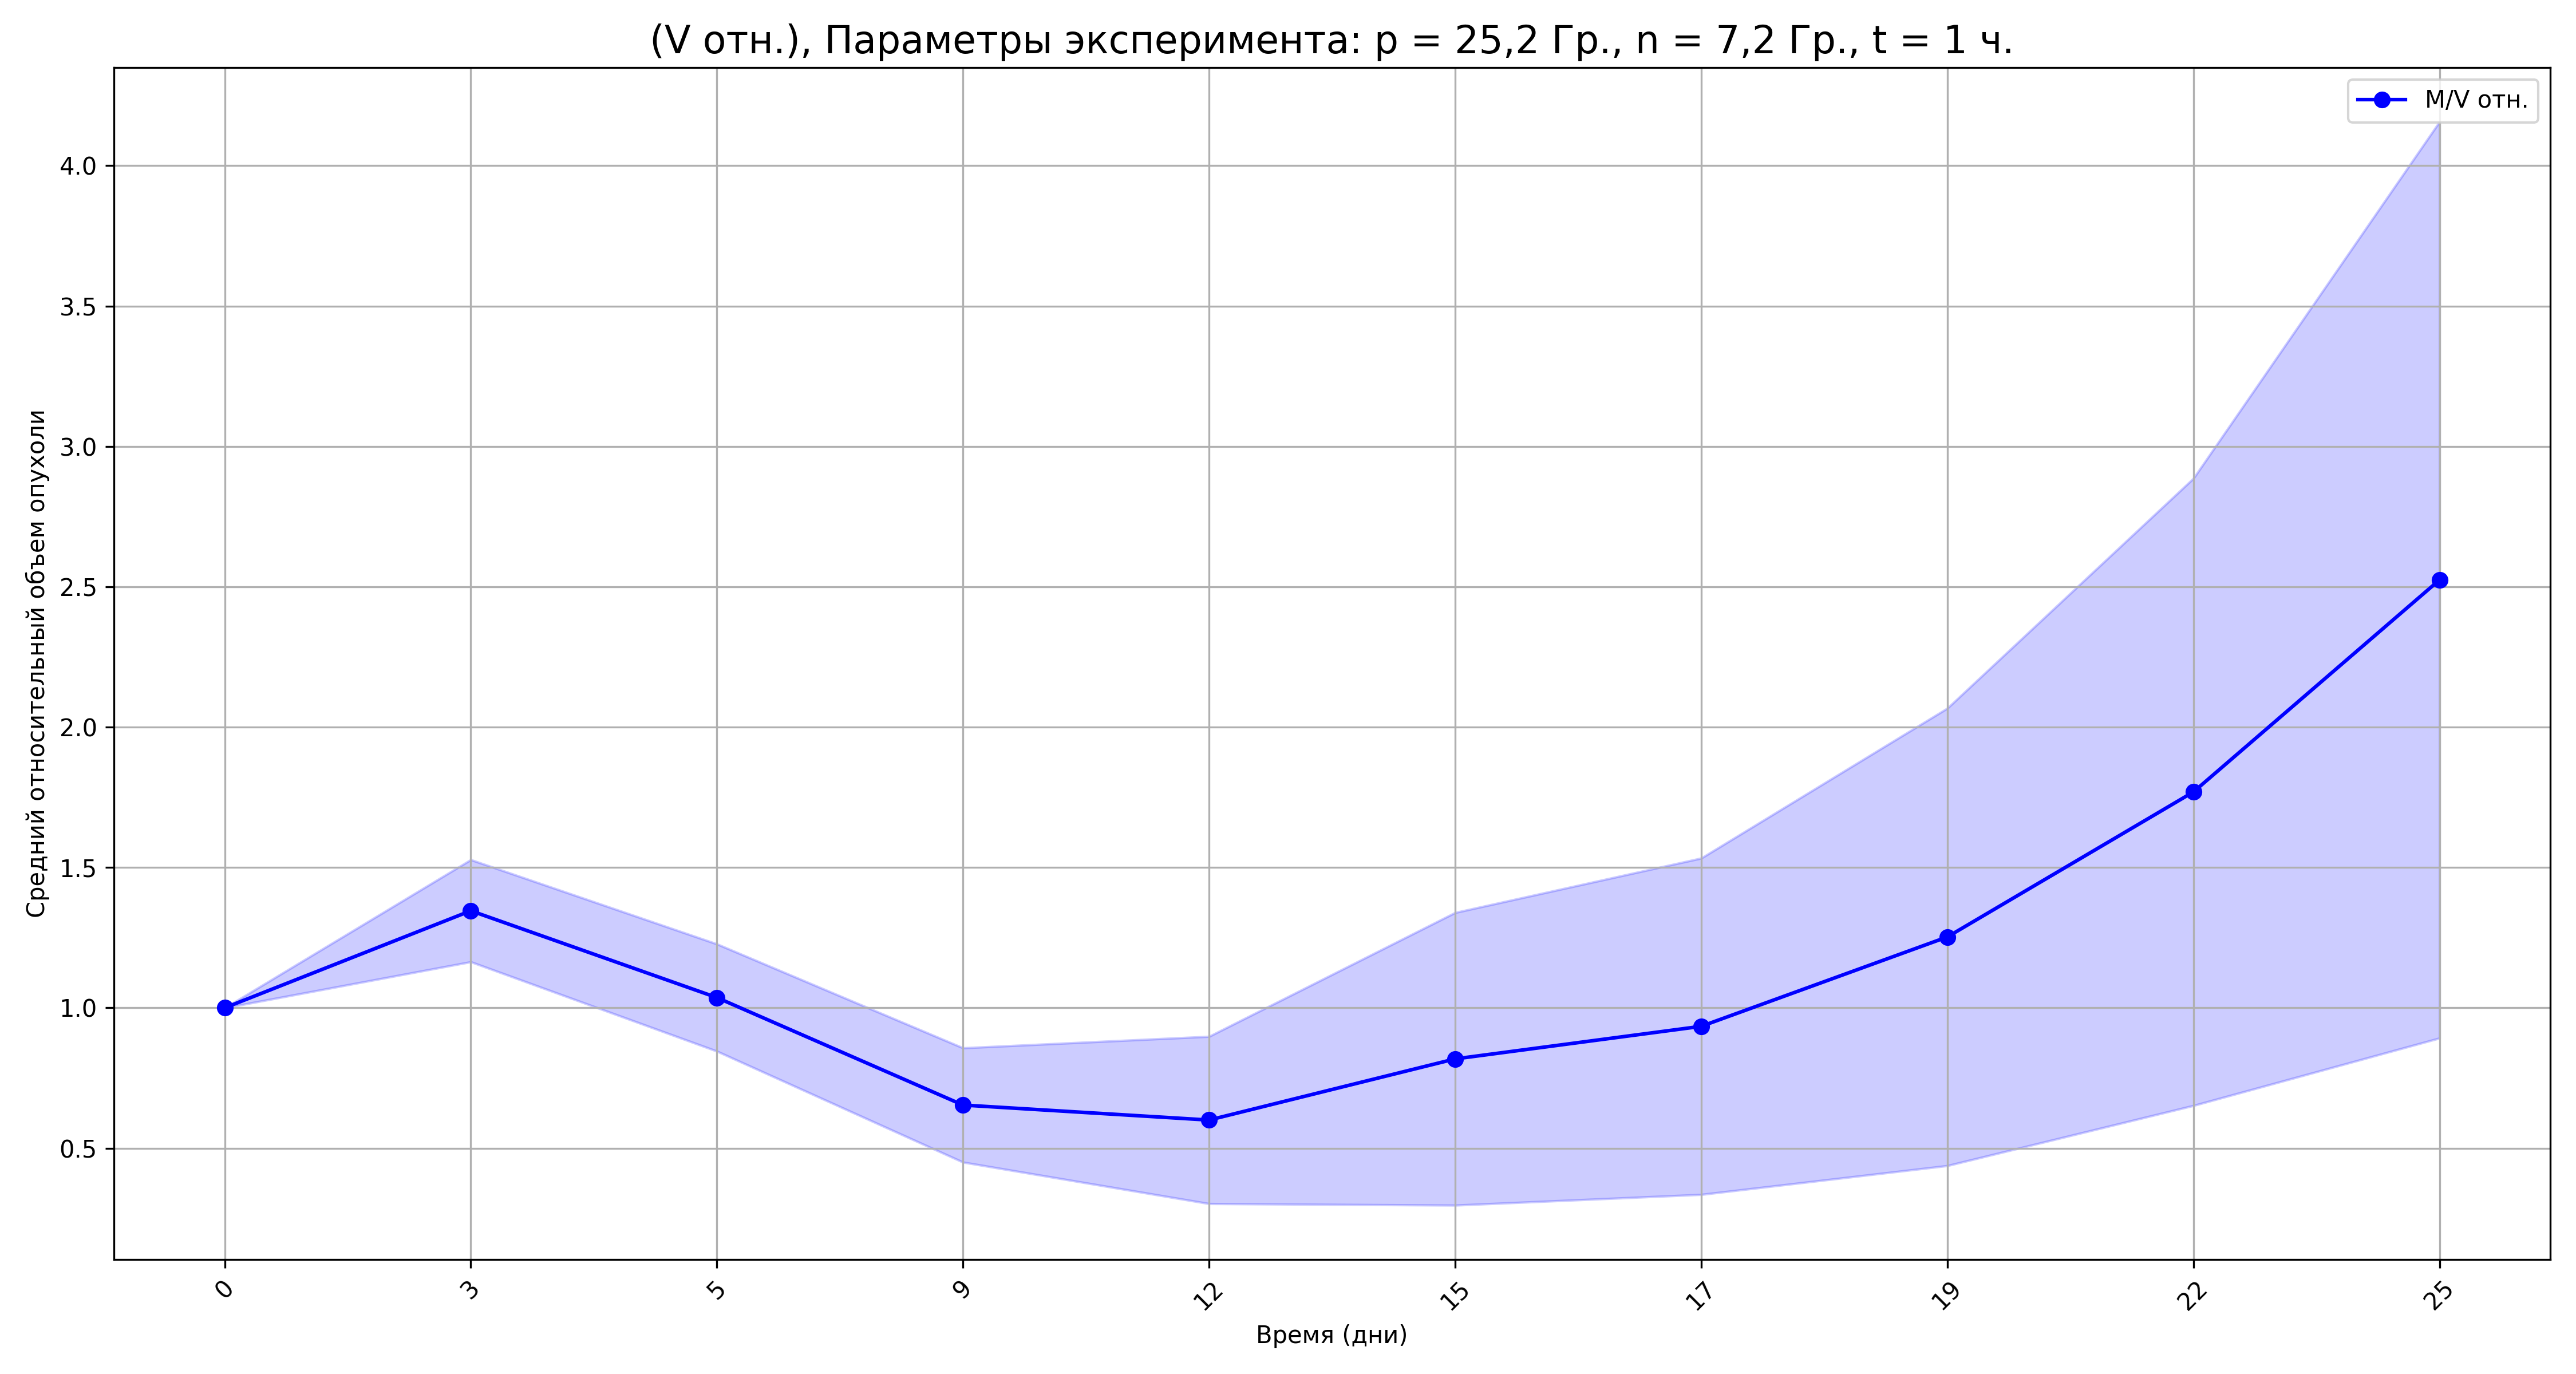 (V отн.), Параметры эксперимента: p = 25,2 Гр., n = 7,2 Гр., t = 1 ч.
M/V отн.
Средний относительный объем опухоли
4.0
3.5
3.0
2.5
2.0
1.5
1.0
0.5
0 3 5 9 12 15 17 19 22 25
Время (дни)